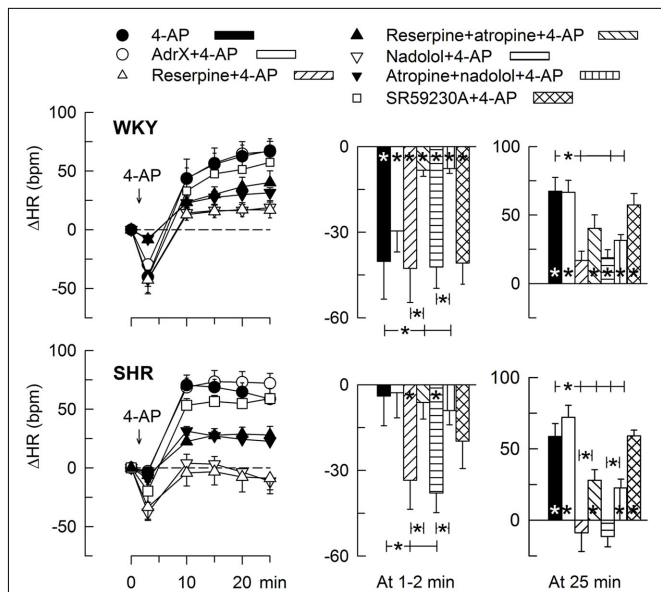 4-AP
AdrX+4-AP
Reserpine+4-AP
Reserpine+atropine+4-AP
Nadolol+4-AP
Atropine+nadolol+4-AP
SR59230A+4-AP
100
50
0
-50
ΔHR (bpm)
WKY
4-AP
0
-30
-60
* * * * * * *
*
*
*
100
50
0
*
* * * * * *
100
50
0
-50
ΔHR (bpm)
SHR
4-AP
0 10 20 min
0
-30
-60
* *
* *
*
At 1-2 min
100
50
0
-50
*
* *
* * * *
At 25 min